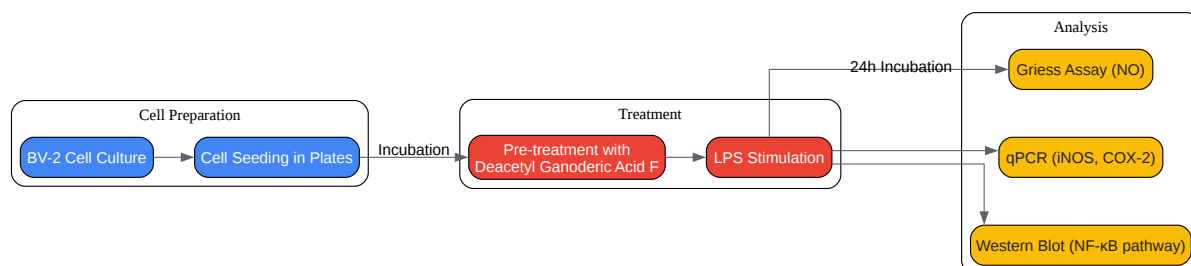 Cell Preparation
BV-2 Cell Culture
Cell Seeding in Plates
Incubation
Treatment
Pre-treatment with
Deacetyl Ganoderic Acid F
LPS Stimulation
24h Incubation
Analysis
Griess Assay (NO)
qPCR (iNOS, COX-2)
Western Blot (NF-κB pathway)